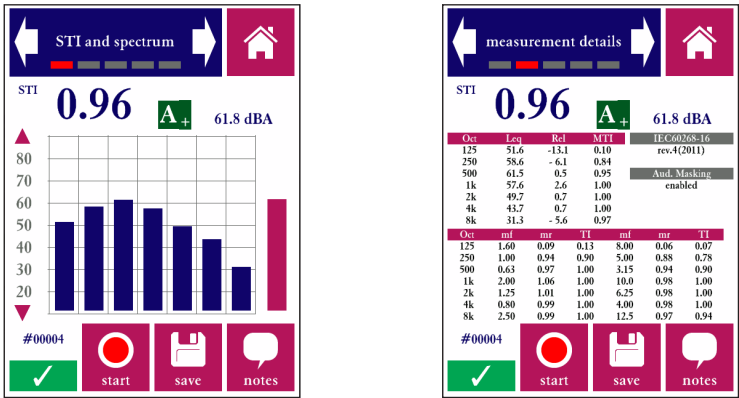 STI and spectrum
STI
0.96
A+
61.8 dBA
80
70
60
50
40
30
20
#00004
start
save
notes
measurement details
STI
0.96
A+
61.8 dBA
Oct Leq Rel MTI
125 51.6 -13.1 0.10
250 58.6 - 6.1 0.84
500 61.5 0.5 0.95
1k 57.6 2.6 1.00
2k 49.7 0.7 1.00
4k 43.7 0.7 1.00
8k 31.3 - 5.6 0.97
IEC60268-16
rev.4(2011)
Aud. Masking
enabled
Oct mf mr TI mf mr TI
125 1.60 0.09 0.13 8.00 0.06 0.07
250 1.00 0.94 0.90 5.00 0.88 0.78
500 0.63 0.97 1.00 3.15 0.94 0.90
1k 2.00 1.06 1.00 10.0 0.98 1.00
2k 1.25 1.01 1.00 6.25 0.98 1.00
4k 0.80 0.99 1.00 4.00 0.98 1.00
8k 2.50 0.99 1.00 12.5 0.97 0.94
#00004
start
save
notes